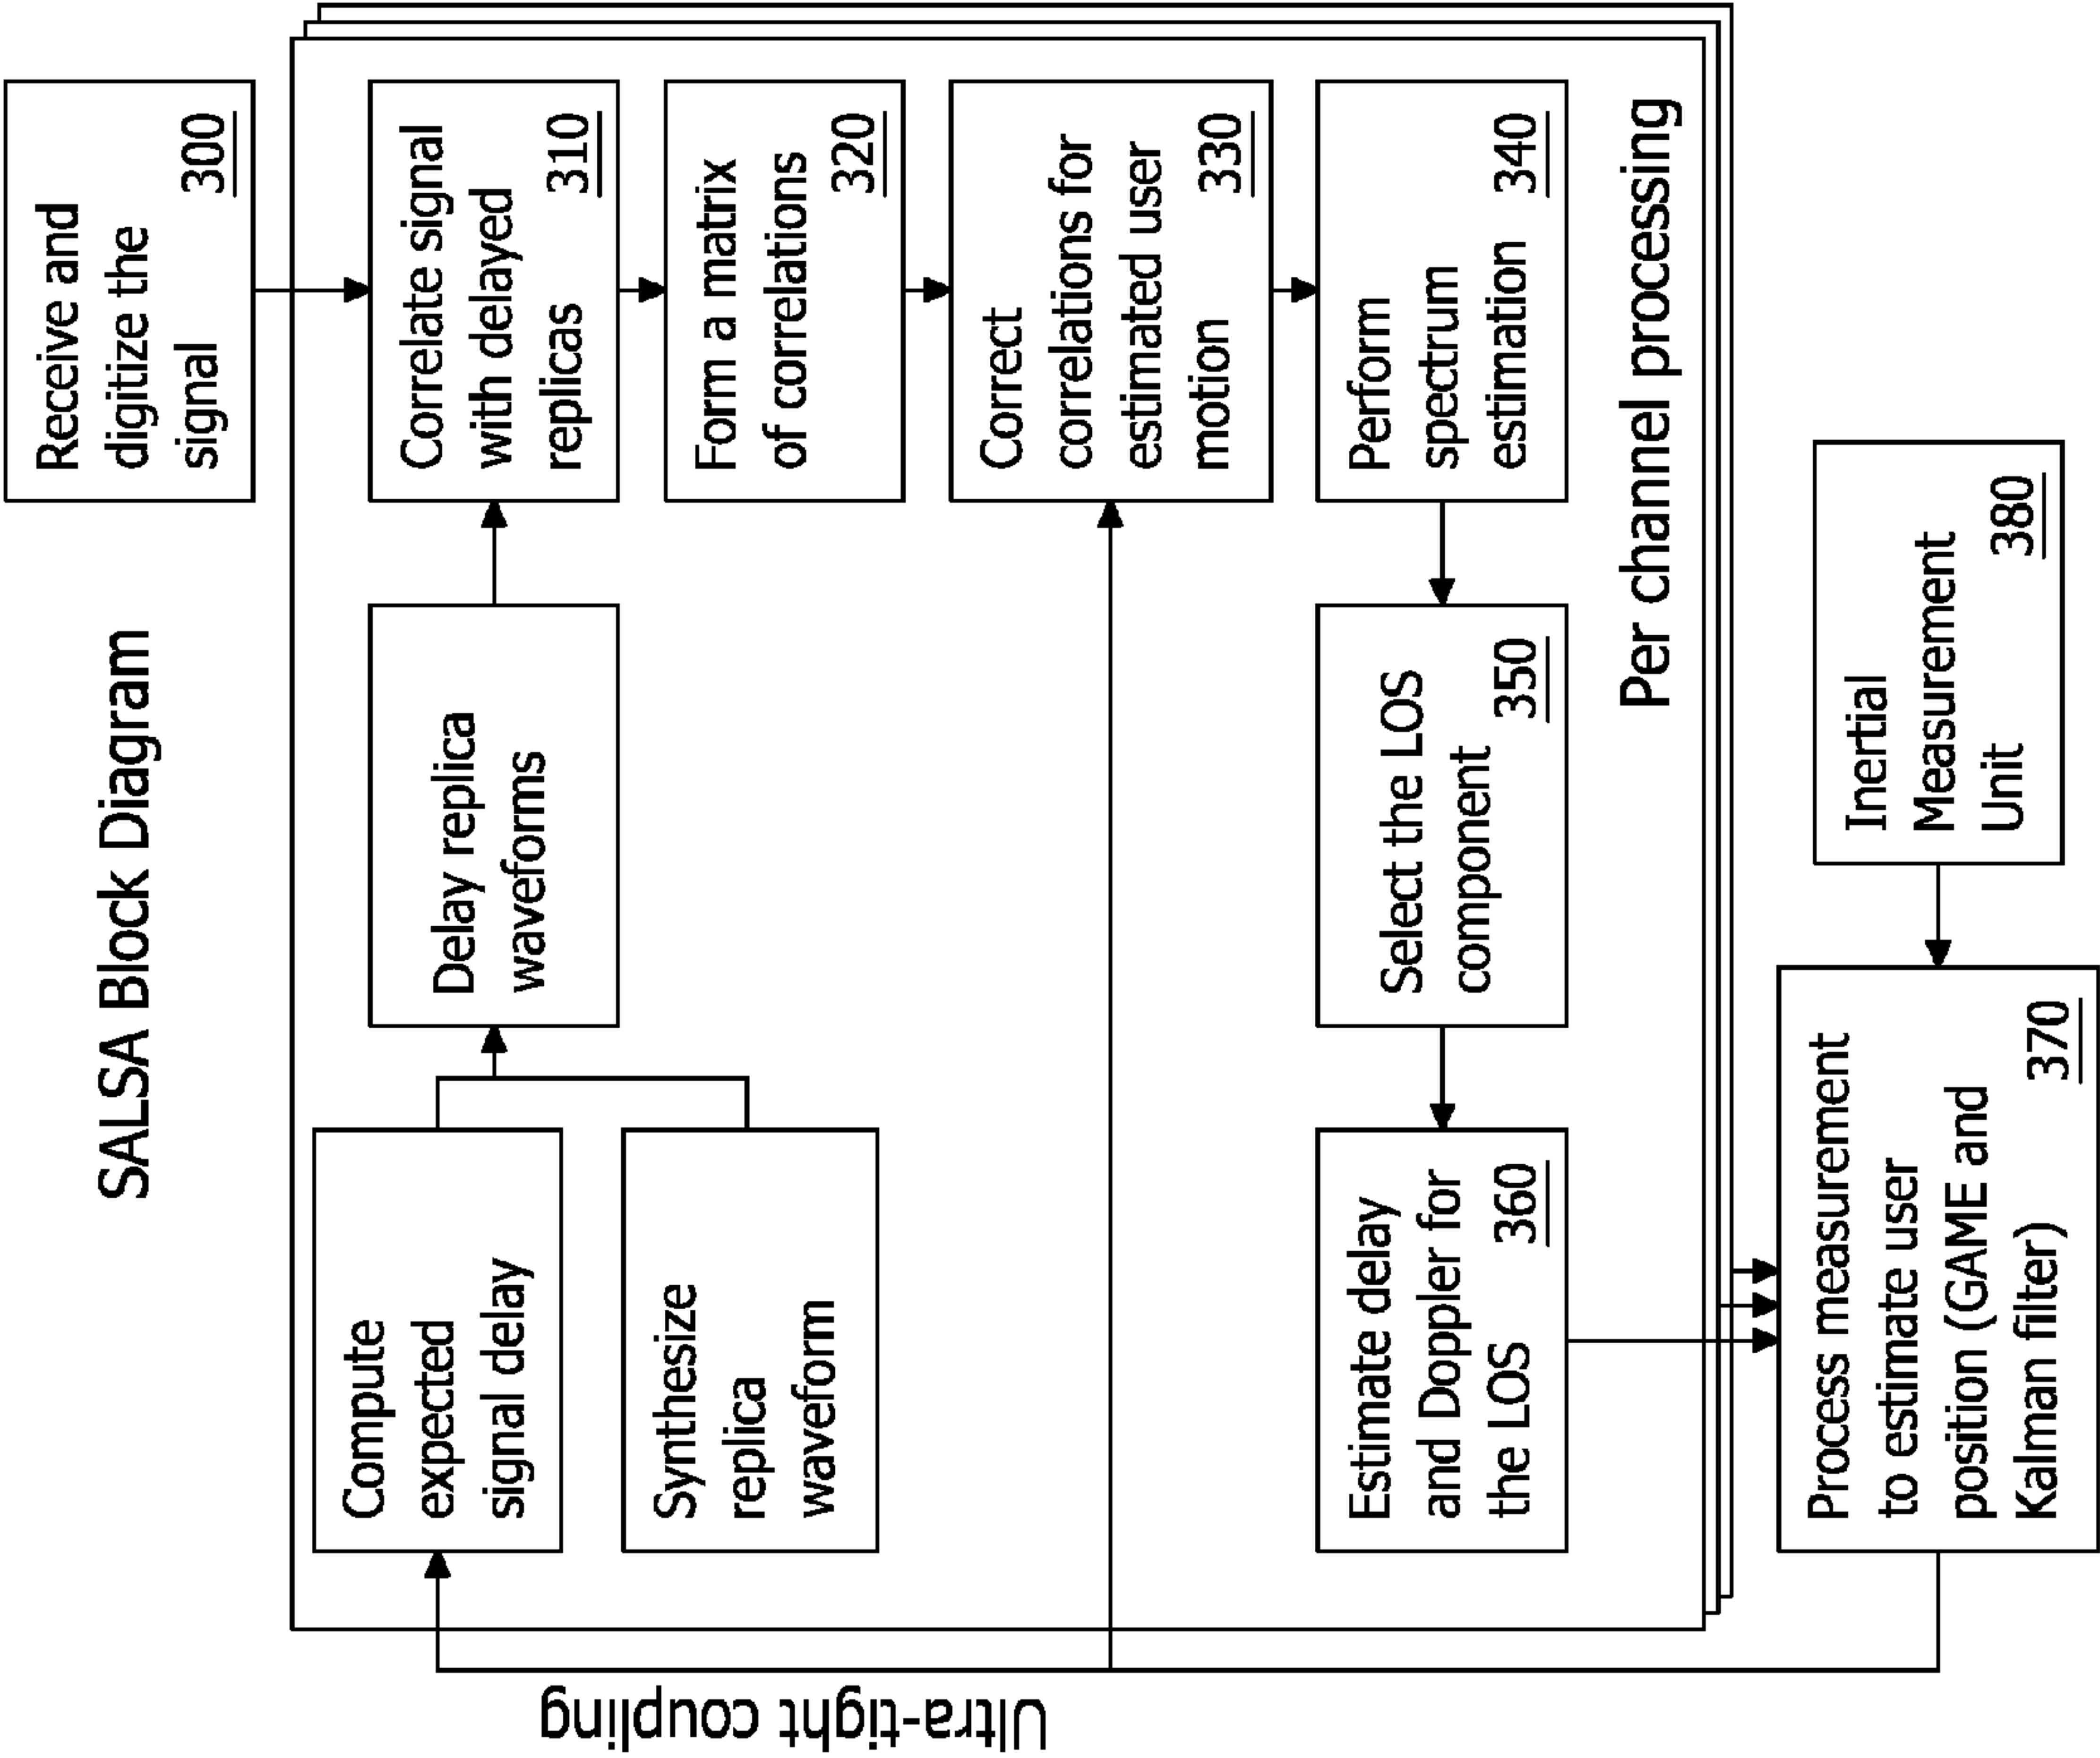 SALSA Block Diagram
Receive and
digitize the
signal
300
Compute
expected
signal delay
Synthesize
replica
waveform
Delay replica
waveforms
Correlate signal
with delayed
replicas
310
Form a matrix
of correlations
320
Correct
correlations for
estimated user
motion
330
Perform
spectrum
estimation
340
Select the LOS
component
350
Estimate delay
and Doppler for
the LOS
360
Per channel processing
Process measurement
to estimate user
position (GAME and
Kalman filter)
370
Inertial
Measurement
Unit
380
Ultra-tight coupling